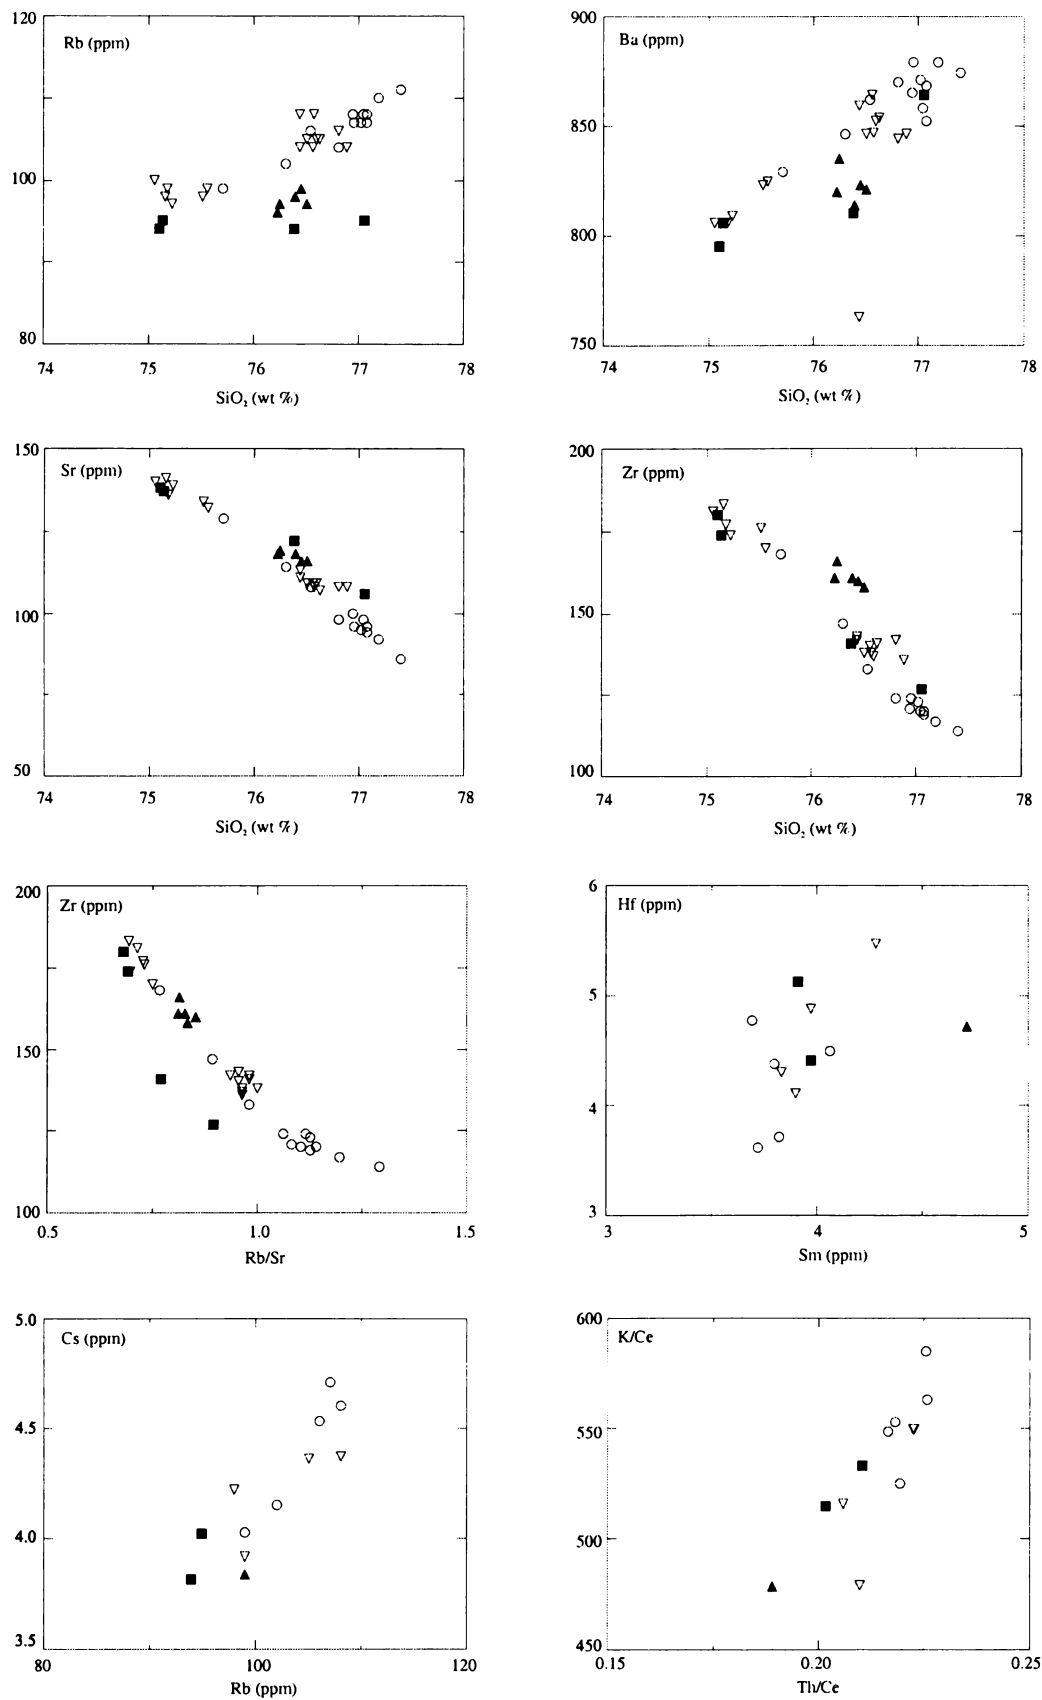 120
Rb (ppm)
100
80
74 75 76 77 78
SiO₂ (wt %)
900
Ba (ppm)
850
800
750
74 75 76 77 78
SiO₂ (wt %)
150
Sr (ppm)
100
50
74 75 76 77 78
SiO₂ (wt %)
200
Zr (ppm)
150
100
74 75 76 77 78
SiO₂ (wt %)
200
Zr (ppm)
150
100
0.5 1.0 1.5
Rb/Sr
6
Hf (ppm)
5
4
3
3 4 5
Sm (ppm)
5.0
Cs (ppm)
4.5
4.0
3.5
80 100 120
Rb (ppm)
600
K/Ce
550
500
450
0.15 0.20 0.25
Th/Ce